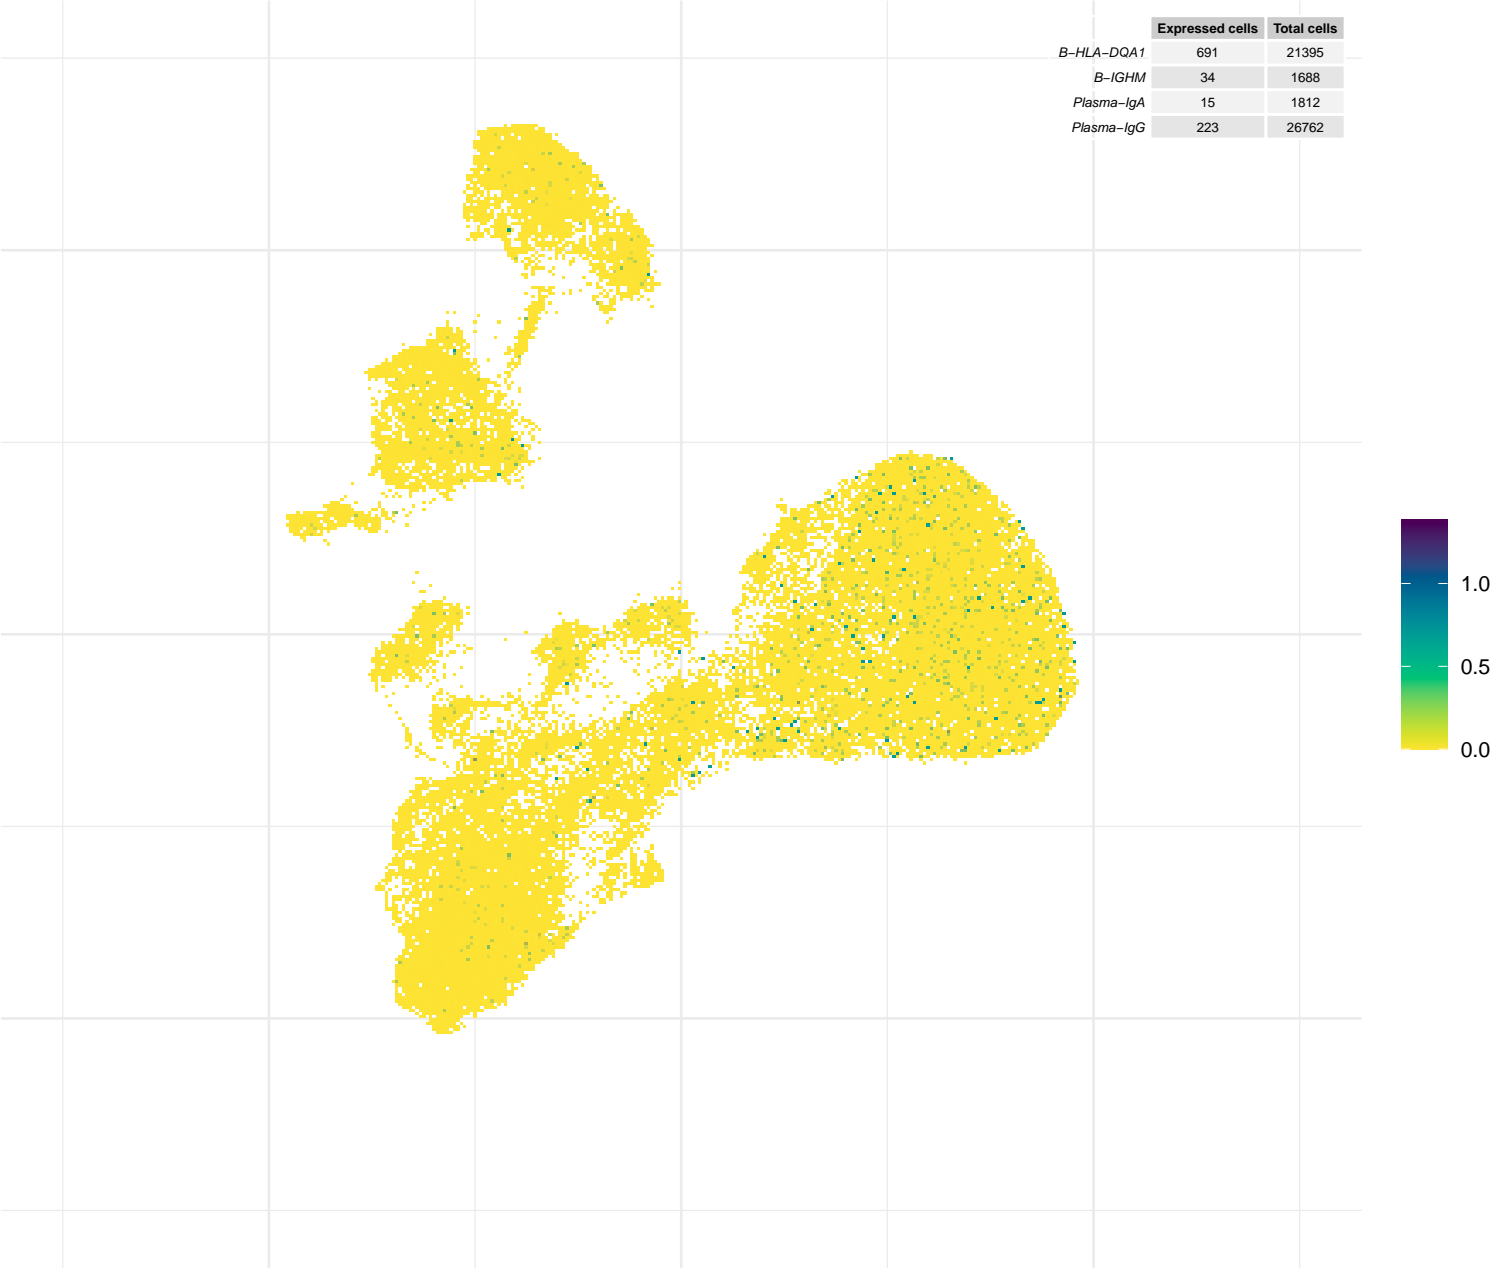 Expressed cells Total cells
B−HLA−DQA1 691 21395
B−IGHM 34 1688
Plasma−IgA 15 1812
Plasma−IgG 223 26762
1.0
0.5
0.0